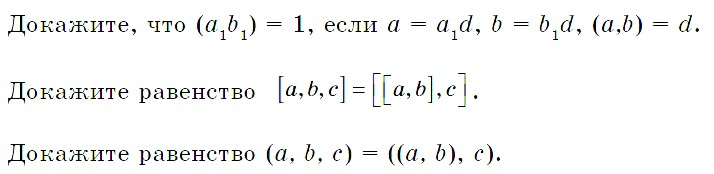 Докажите, что (a₁b₁) = 1, если a = a₁d, b = b₁d, (a,b) = d.
Докажите равенство [a,b,c]=[[a,b],c].
Докажите равенство (a, b, c) = ((a, b), c).